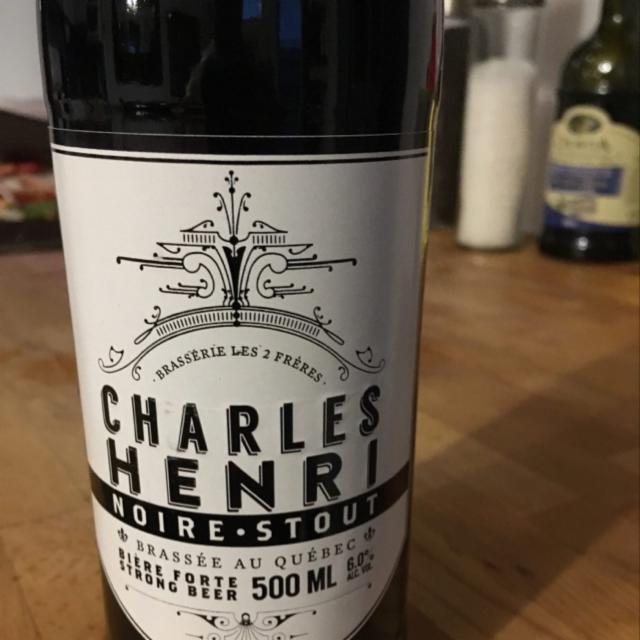 BRASSERIE LES 2 FRÈRES
CHARLES
HENRI
NOIRE • STOUT
BRASSÉE AU QUÉBEC
BIÈRE FORTE
STRONG BEER
500 ML
6.0%
ALC. VOL.